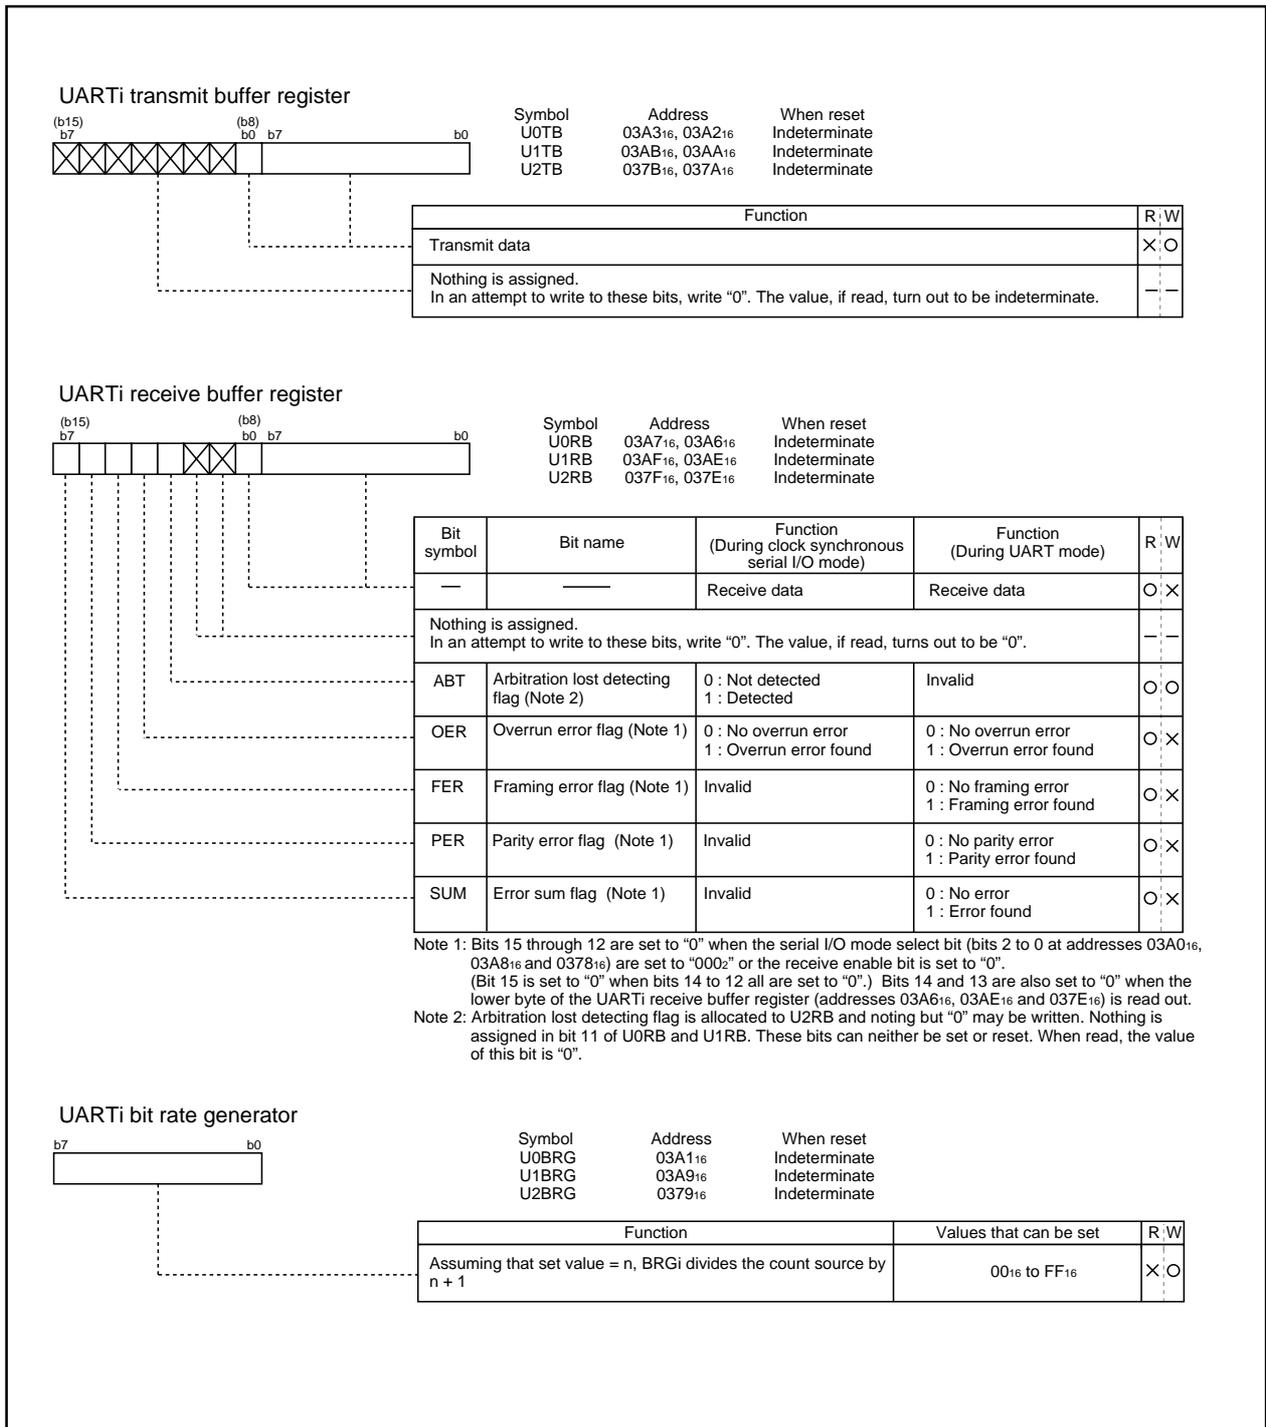 UARTi transmit buffer register
(b15) (b8)
b7 b0 b7 b0
Symbol Address When reset
U0TB 03A3₁₆, 03A2₁₆ Indeterminate
U1TB 03AB₁₆, 03AA₁₆ Indeterminate
U2TB 037B₁₆, 037A₁₆ Indeterminate
Function R W
Transmit data
Nothing is assigned.
In an attempt to write to these bits, write “0”. The value, if read, turn out to be indeterminate.
UARTi receive buffer register
(b15) (b8)
b7 b0 b7 b0
Symbol Address When reset
U0RB 03A7₁₆, 03A6₁₆ Indeterminate
U1RB 03AF₁₆, 03AE₁₆ Indeterminate
U2RB 037F₁₆, 037E₁₆ Indeterminate
Bit symbol Bit name Function (During clock synchronous serial I/O mode) Function (During UART mode) R W
— — Receive data Receive data
Nothing is assigned.
In an attempt to write to these bits, write “0”. The value, if read, turns out to be “0”.
ABT Arbitration lost detecting 0 : Not detected Invalid
flag (Note 2) 1 : Detected
OER Overrun error flag (Note 1) 0 : No overrun error 0 : No overrun error
1 : Overrun error found 1 : Overrun error found
FER Framing error flag (Note 1) Invalid 0 : No framing error
1 : Framing error found
PER Parity error flag (Note 1) Invalid 0 : No parity error
1 : Parity error found
SUM Error sum flag (Note 1) Invalid 0 : No error
1 : Error found
Note 1: Bits 15 through 12 are set to “0” when the serial I/O mode select bit (bits 2 to 0 at addresses 03A0₁₆,
03A8₁₆ and 0378₁₆) are set to “000₂” or the receive enable bit is set to “0”.
(Bit 15 is set to “0” when bits 14 to 12 all are set to “0”.) Bits 14 and 13 are also set to “0” when the
lower byte of the UARTi receive buffer register (addresses 03A6₁₆, 03AE₁₆ and 037E₁₆) is read out.
Note 2: Arbitration lost detecting flag is allocated to U2RB and noting but “0” may be written. Nothing is
assigned in bit 11 of U0RB and U1RB. These bits can neither be set or reset. When read, the value
of this bit is “0”.
UARTi bit rate generator
b7 b0
Symbol Address When reset
U0BRG 03A1₁₆ Indeterminate
U1BRG 03A9₁₆ Indeterminate
U2BRG 0379₁₆ Indeterminate
Function Values that can be set R W
Assuming that set value = n, BRGi divides the count source by 00₁₆ to FF₁₆
n + 1